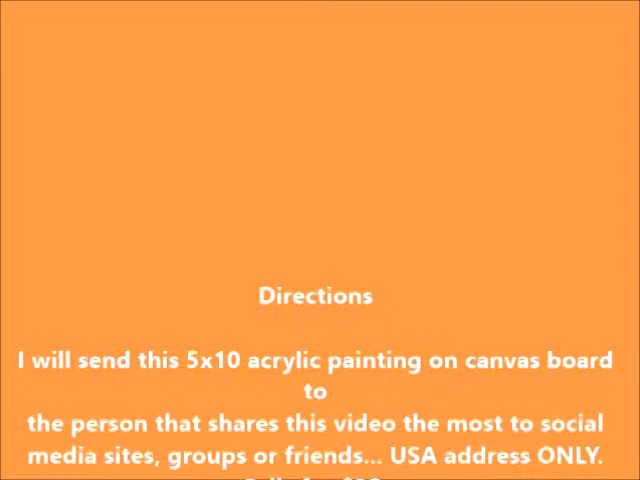 Directions
I will send this 5x10 acrylic painting on canvas board
to
the person that shares this video the most to social
media sites, groups or friends... USA address ONLY.